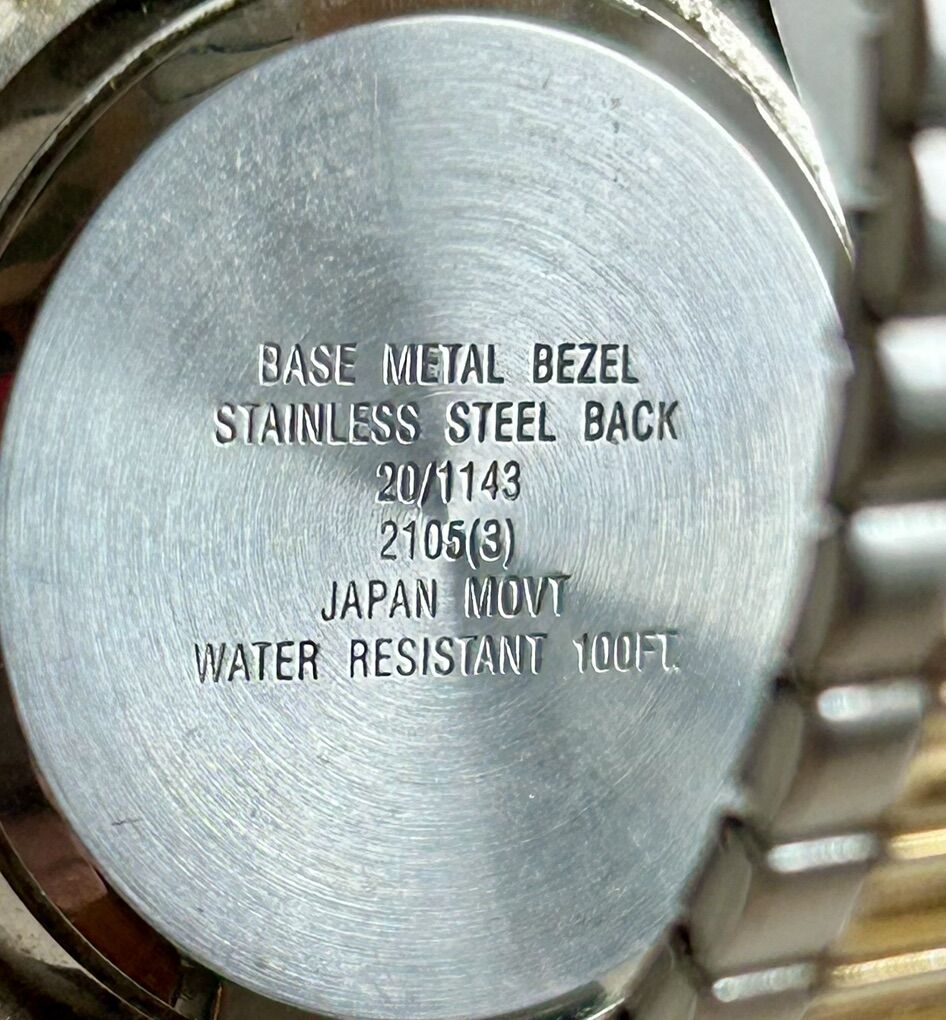 BASE METAL BEZEL
STAINLESS STEEL BACK
20/1143
2105(3)
JAPAN MOVT
WATER RESISTANT 100FT.